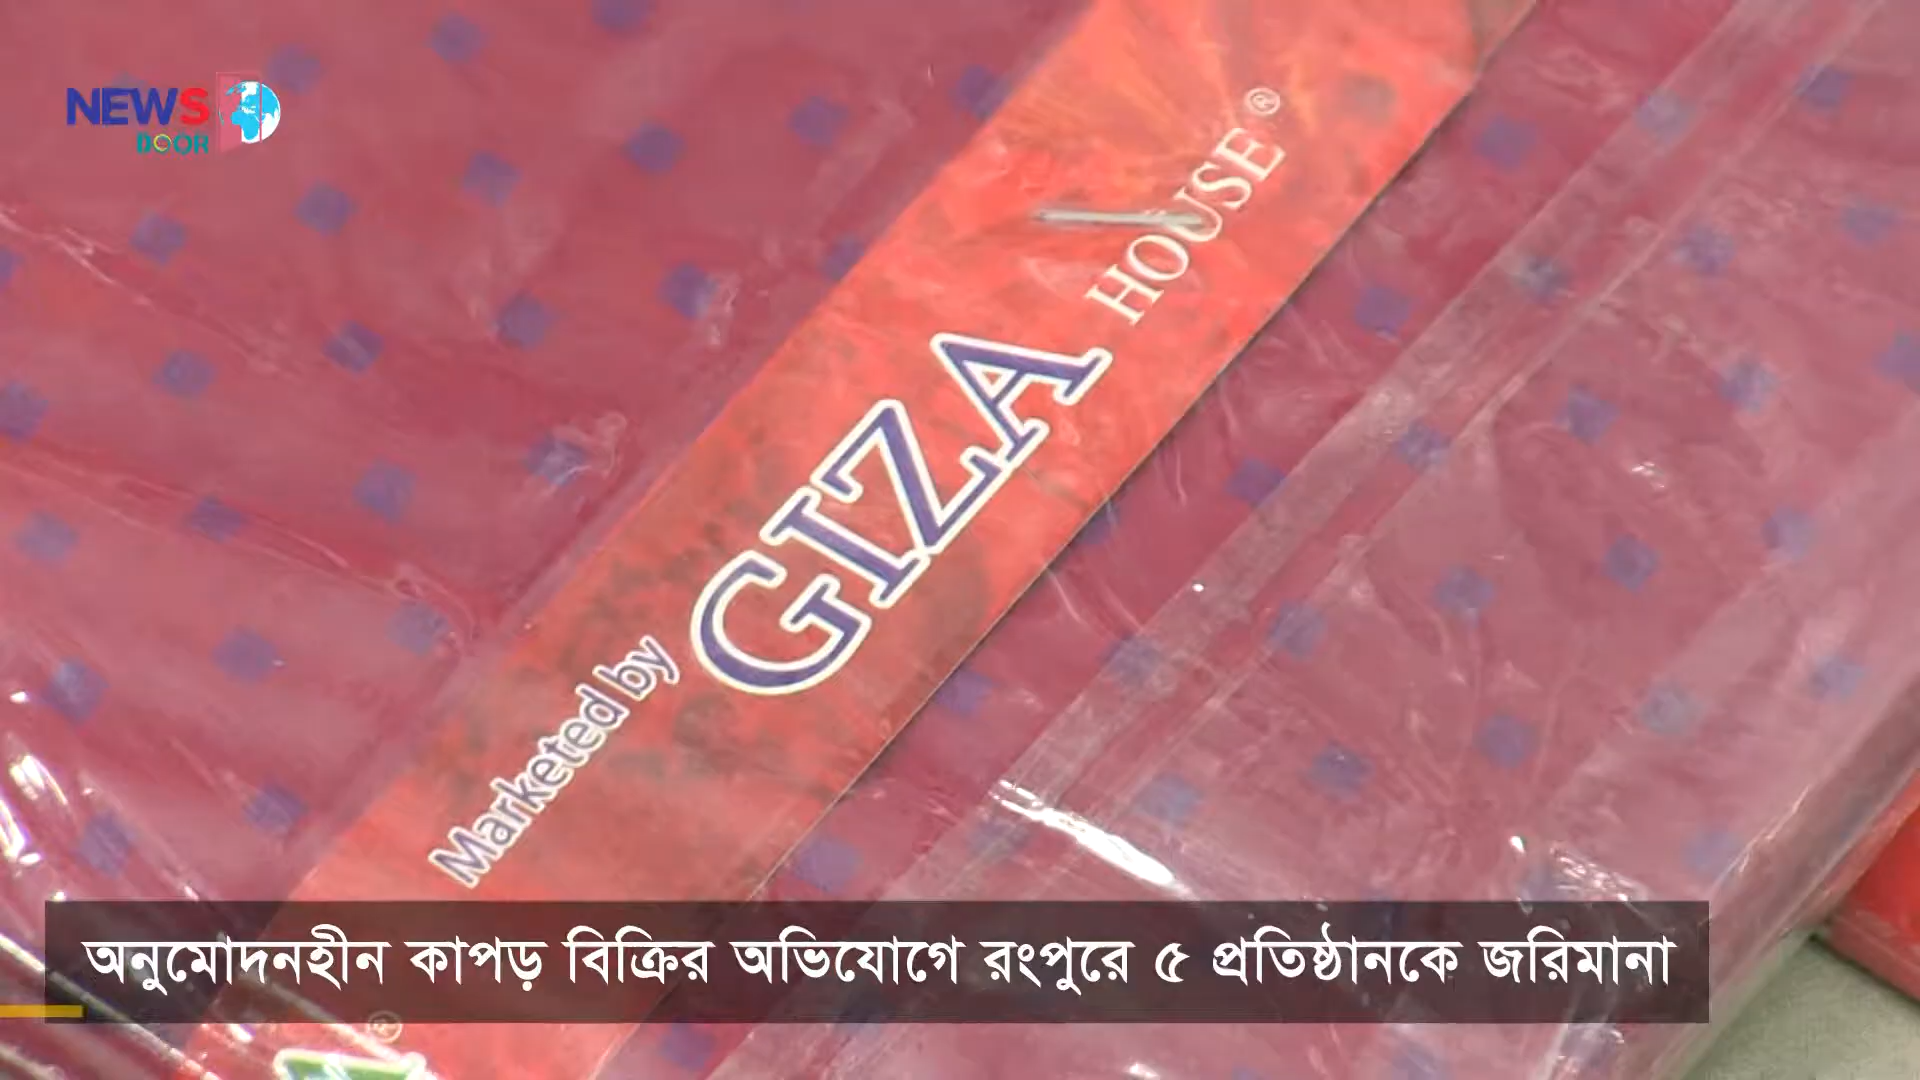 NEWS
DOOR
Marketed by GIZA HOUSE ®
অনুমোদনহীন কাপড় বিক্রির অভিযোগে রংপুরে ৫ প্রতিষ্ঠানকে জরিমানা
®